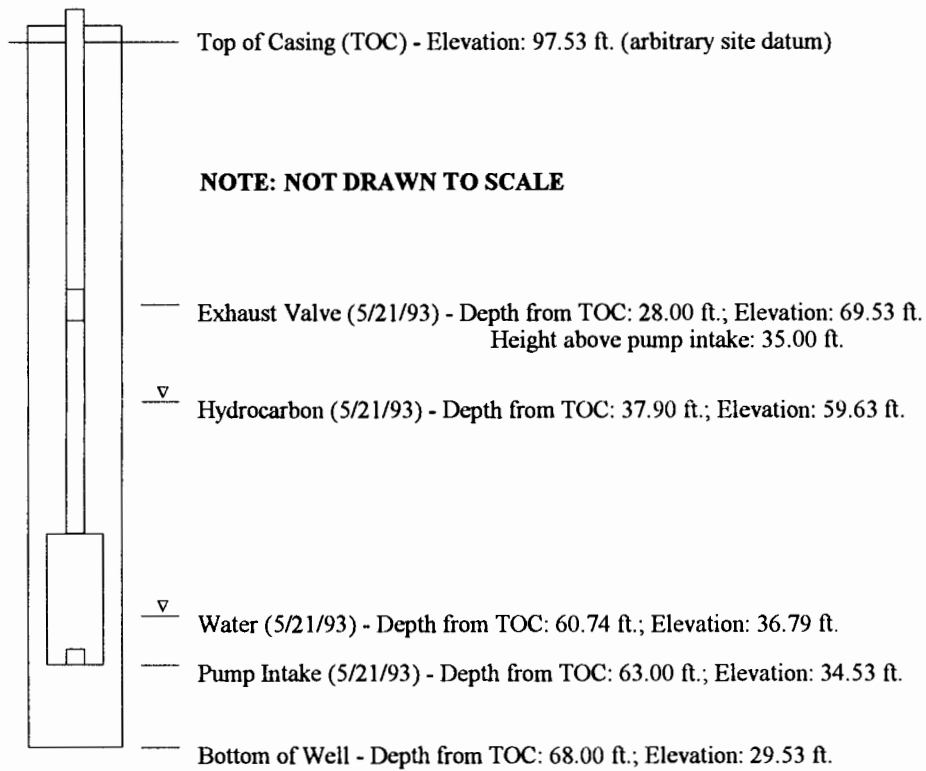 Top of Casing (TOC) - Elevation: 97.53 ft. (arbitrary site datum)
NOTE: NOT DRAWN TO SCALE
Exhaust Valve (5/21/93) - Depth from TOC: 28.00 ft.; Elevation: 69.53 ft.
Height above pump intake: 35.00 ft.
Hydrocarbon (5/21/93) - Depth from TOC: 37.90 ft.; Elevation: 59.63 ft.
Water (5/21/93) - Depth from TOC: 60.74 ft.; Elevation: 36.79 ft.
Pump Intake (5/21/93) - Depth from TOC: 63.00 ft.; Elevation: 34.53 ft.
Bottom of Well - Depth from TOC: 68.00 ft.; Elevation: 29.53 ft.